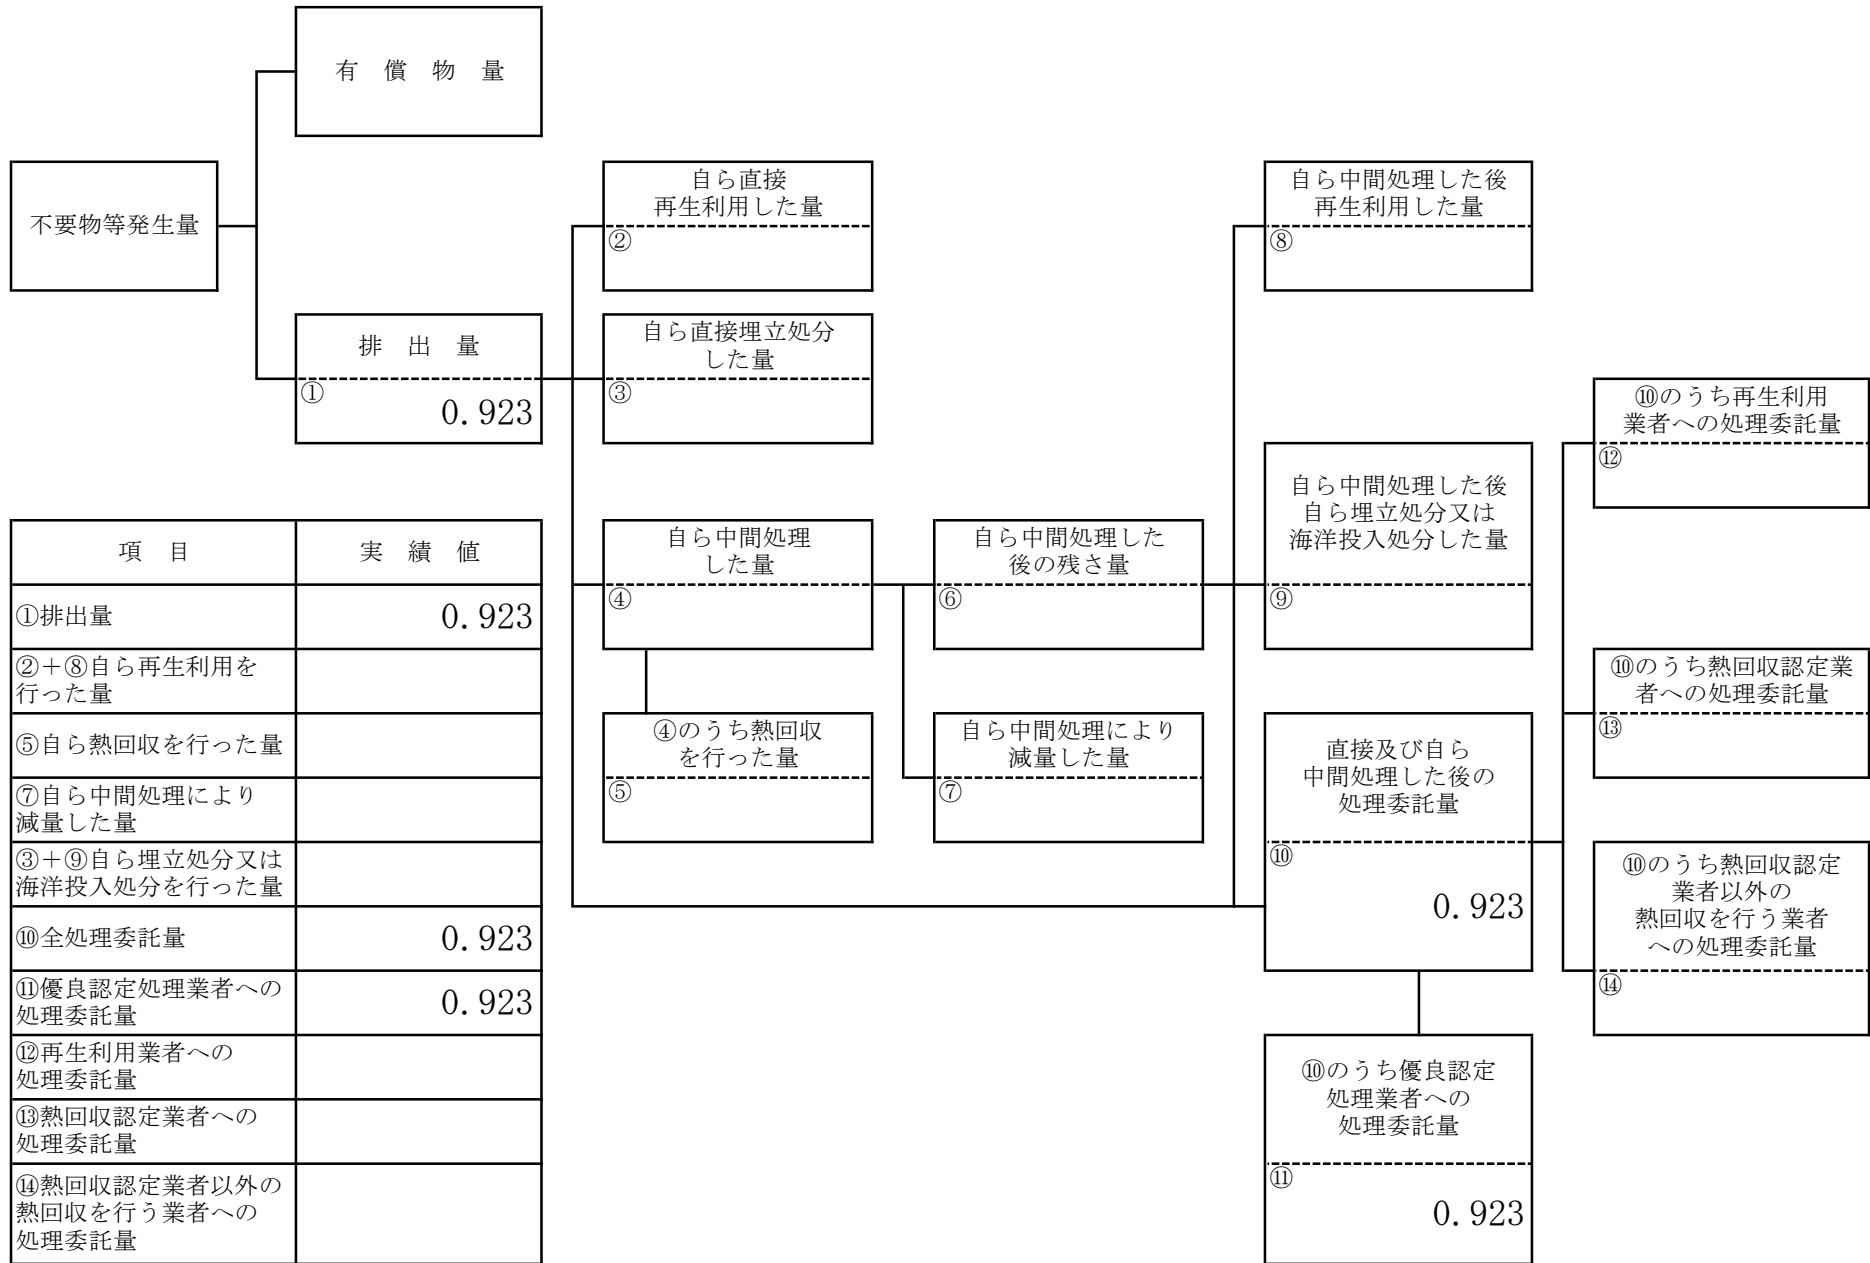 有 償 物 量
不要物等発生量
排 出 量
①
0.923
自ら直接
再生利用した量
②
自ら直接埋立処分
した量
③
自ら中間処理
した量
④
④のうち熱回収
を行った量
⑤
自ら中間処理した
後の残さ量
⑥
自ら中間処理により
減量した量
⑦
自ら中間処理した後
再生利用した量
⑧
自ら中間処理した後
自ら埋立処分又は
海洋投入処分した量
⑨
直接及び自ら
中間処理した後の
処理委託量
⑩
0.923
⑩のうち優良認定
処理業者への
処理委託量
⑪
0.923
⑩のうち再生利用
業者への処理委託量
⑫
⑩のうち熱回収認定業
者への処理委託量
⑬
⑩のうち熱回収認定
業者以外の
熱回収を行う業者
への処理委託量
⑭
項 目 実 績 値
①排出量 0.923
②＋⑧自ら再生利用を
行った量
⑤自ら熱回収を行った量
⑦自ら中間処理により
減量した量
③＋⑨自ら埋立処分又は
海洋投入処分を行った量
⑩全処理委託量 0.923
⑪優良認定処理業者への
処理委託量 0.923
⑫再生利用業者への
処理委託量
⑬熱回収認定業者への
処理委託量
⑭熱回収認定業者以外の
熱回収を行う業者への
処理委託量